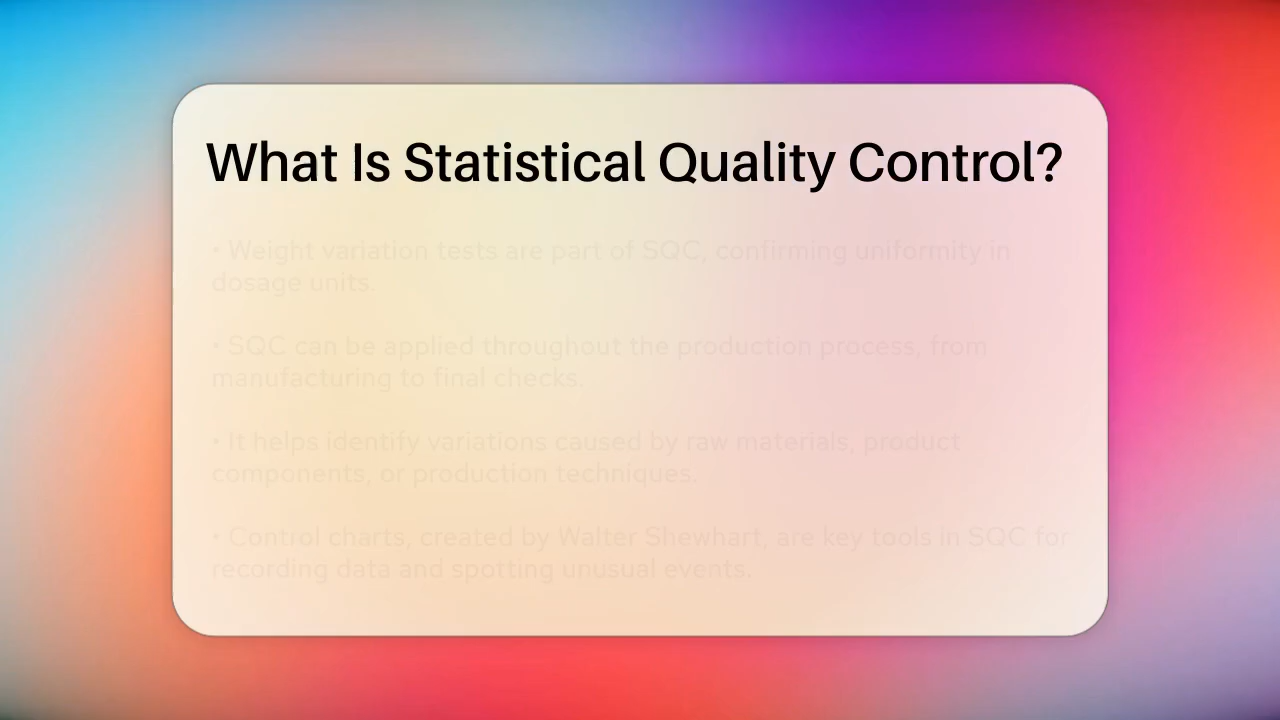 What Is Statistical Quality Control?
• Weight variation tests are part of SQC, confirming uniformity in
dosage units.
• SQC can be applied throughout the production process, from
manufacturing to final checks.
• It helps identify variations caused by raw materials, product
components, or production techniques.
• Control charts, created by Walter Shewhart, are key tools in SQC for
recording data and spotting unusual events.